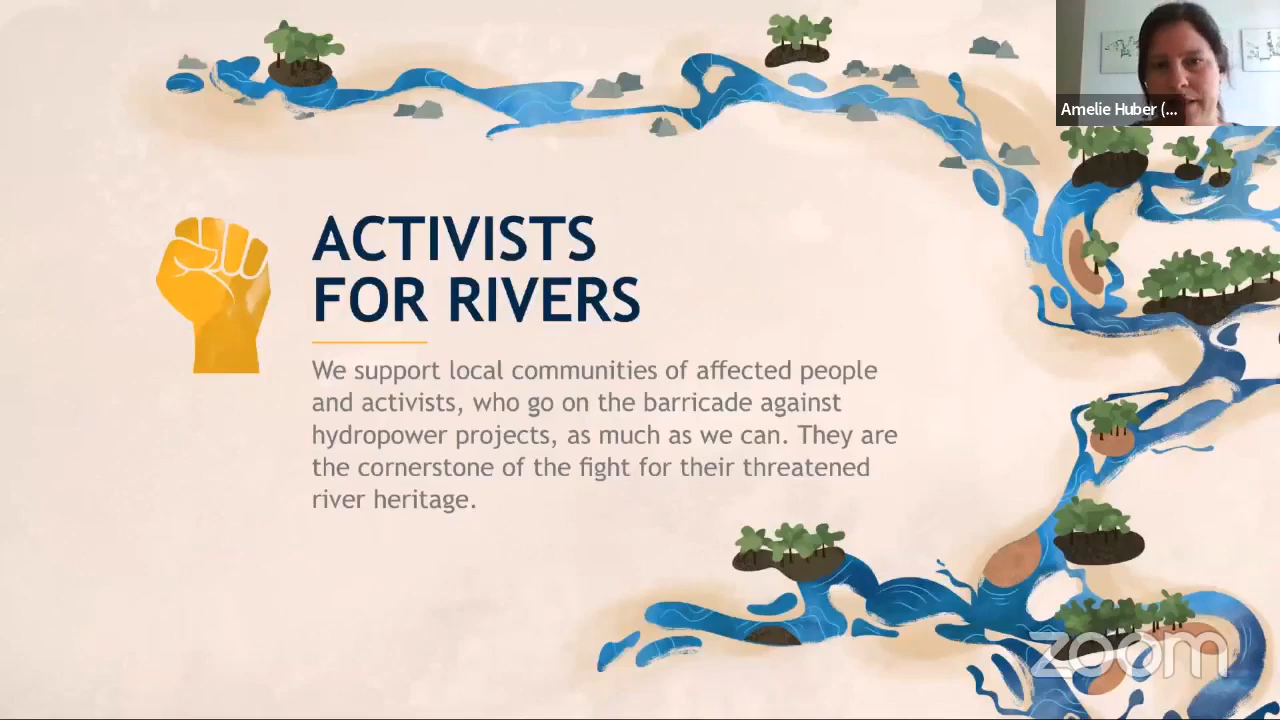 Amelie Huber (...
ACTIVISTS
FOR RIVERS
We support local communities of affected people
and activists, who go on the barricade against
hydropower projects, as much as we can. They are
the cornerstone of the fight for their threatened
river heritage.
zoom